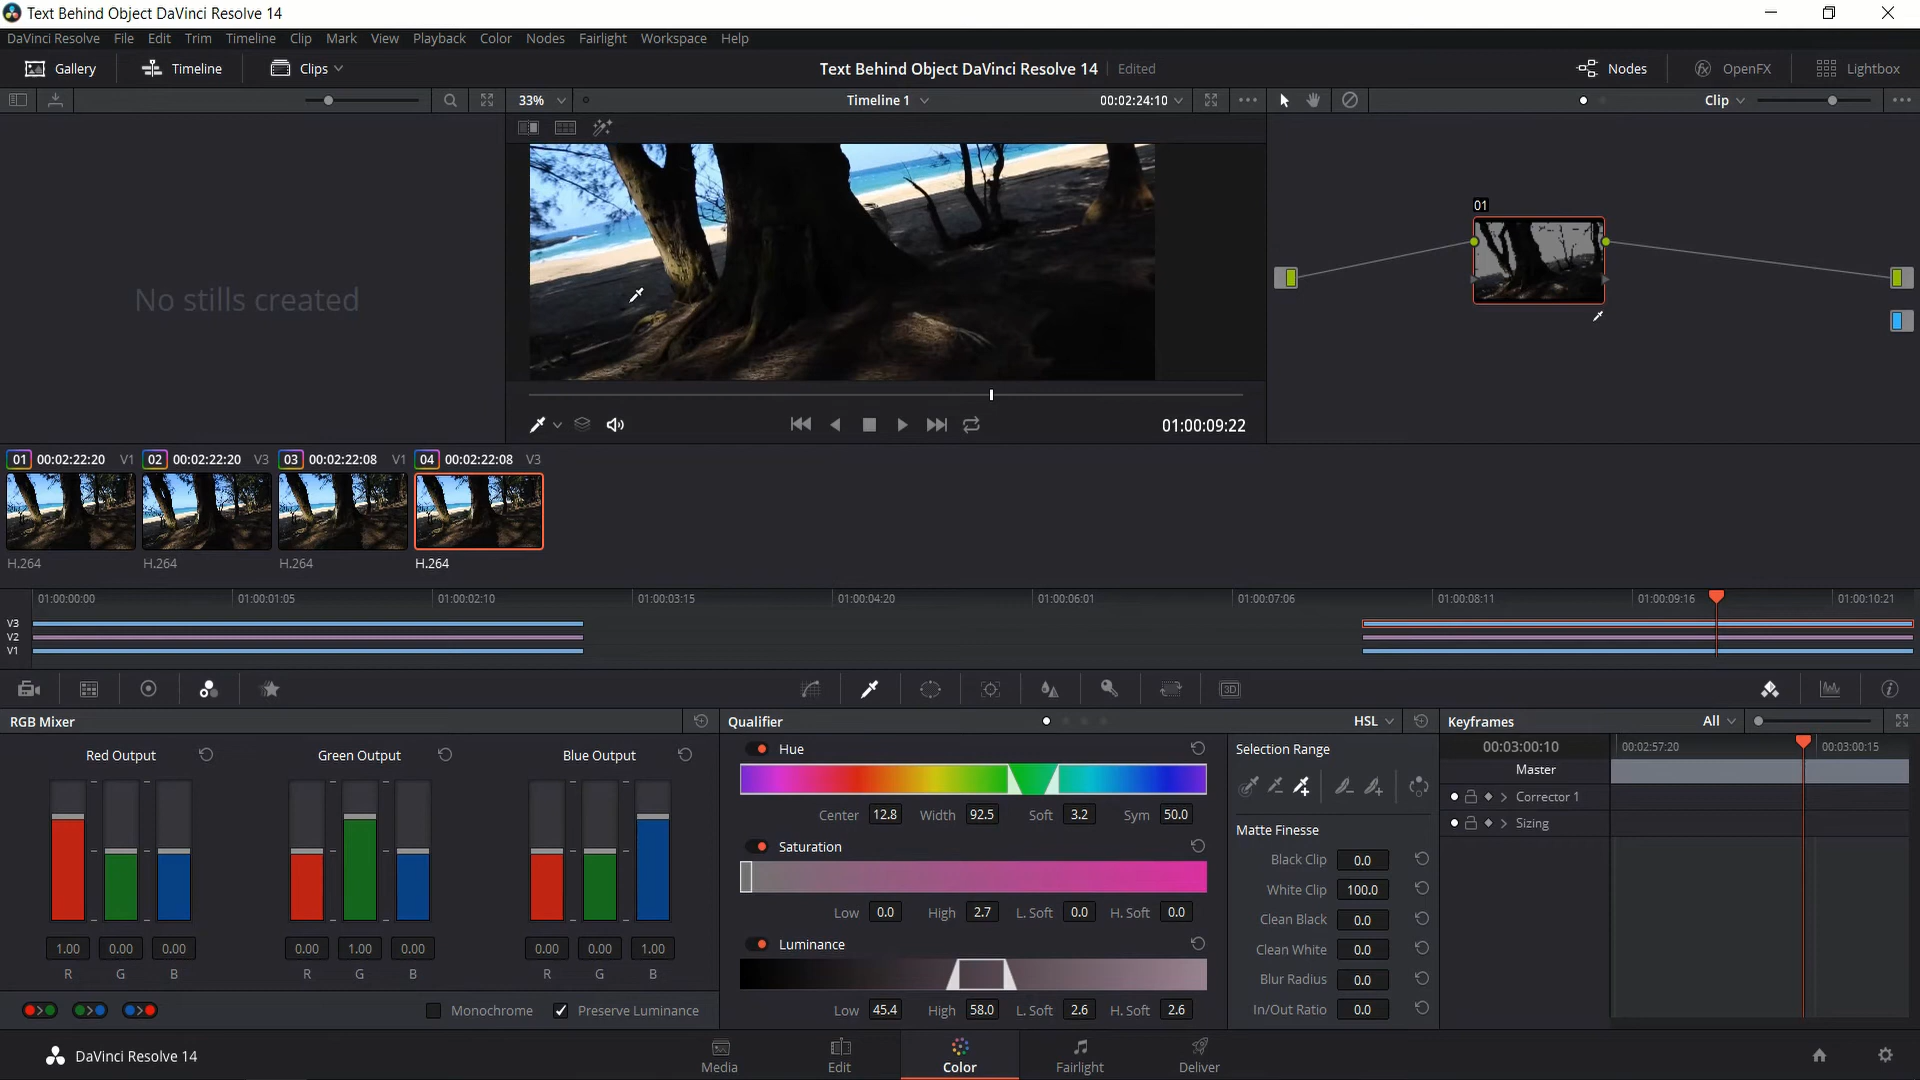 Text Behind Object DaVinci Resolve 14
DaVinci Resolve File Edit Trim Timeline Clip Mark View Playback Color Nodes Fairlight Workspace Help
Gallery Timeline Clips Text Behind Object DaVinci Resolve 14 Edited Nodes OpenFX Lightbox
33% Timeline 1 00:02:24:10 Clip
01
No stills created
01:00:09:22
01 00:02:22:20 V1 02 00:02:22:20 V3 03 00:02:22:08 V1 04 00:02:22:08 V3
H.264 H.264 H.264 H.264
01:00:00:00 01:00:01:05 01:00:02:10 01:00:03:15 01:00:04:20 01:00:06:01 01:00:07:06 01:00:08:11 01:00:09:16 01:00:10:21
V3
V2
V1
3D
RGB Mixer Qualifier HSL Keyframes All
Red Output Green Output Blue Output Hue Selection Range 00:03:00:10 00:02:57:20 00:03:00:15
Master
Corrector 1
Center 12.8 Width 92.5 Soft 3.2 Sym 50.0
Sizing
Matte Finesse
Saturation
Black Clip 0.0
White Clip 100.0
Low 0.0 High 2.7 L. Soft 0.0 H. Soft 0.0
Clean Black 0.0
1.00 0.00 0.00 0.00 1.00 0.00 0.00 0.00 1.00 Luminance Clean White 0.0
R G B R G B R G B Blur Radius 0.0
Monochrome Preserve Luminance Low 45.4 High 58.0 L. Soft 2.6 H. Soft 2.6 In/Out Ratio 0.0
DaVinci Resolve 14 Media Edit Color Fairlight Deliver